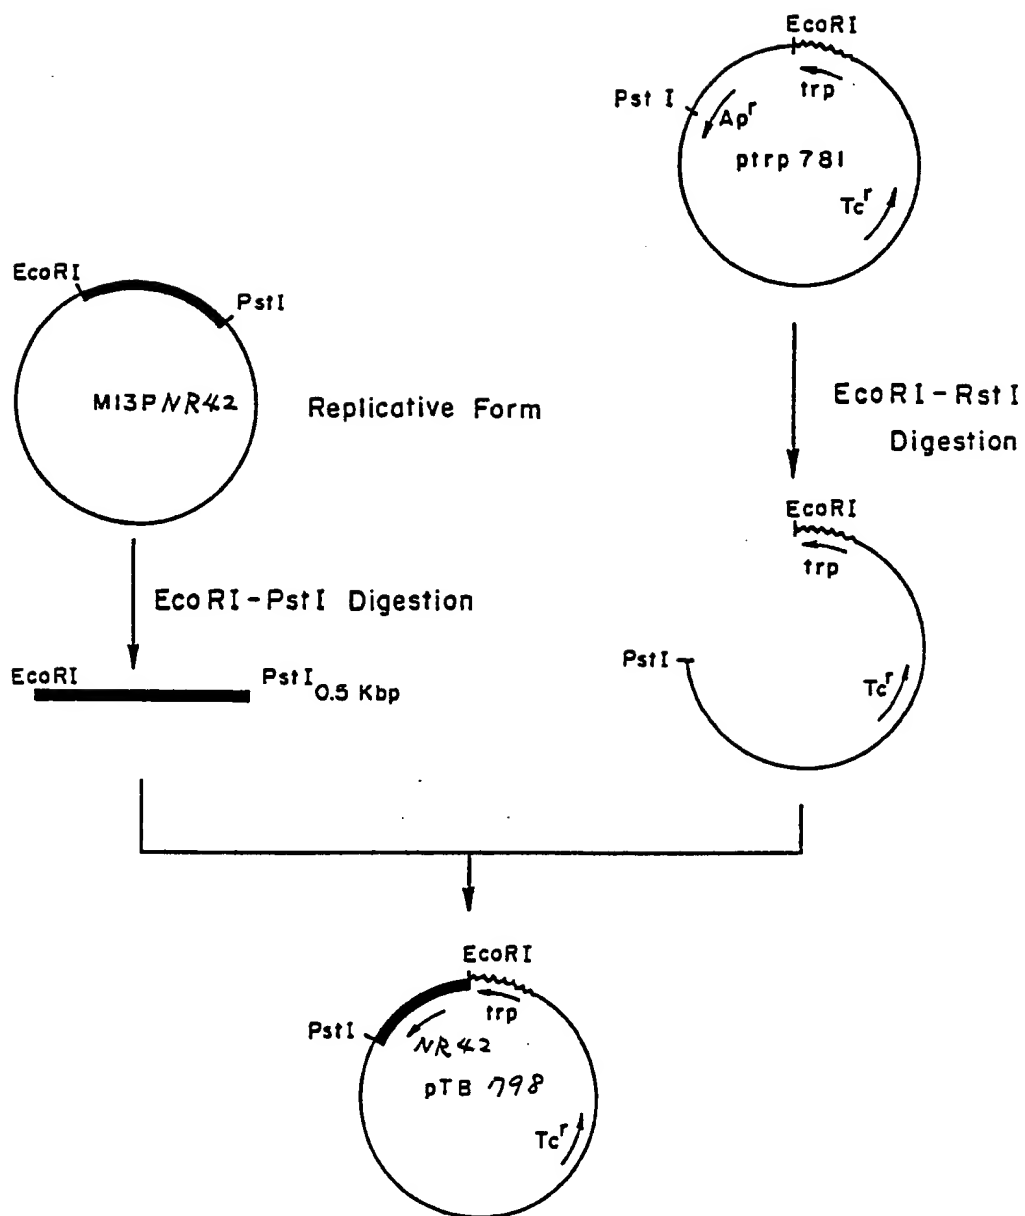 EcoRI
trp
Pst I
Apʳ
ptrp 781
Tcʳ
EcoRI
PstI
M13PNR42
Replicative Form
EcoRI-RstI
Digestion
EcoRI-PstI Digestion
EcoRI
PstI
0.5 Kbp
EcoRI
trp
PstI
Tcʳ
EcoRI
trp
PstI
NR42
pTB 798
Tcʳ